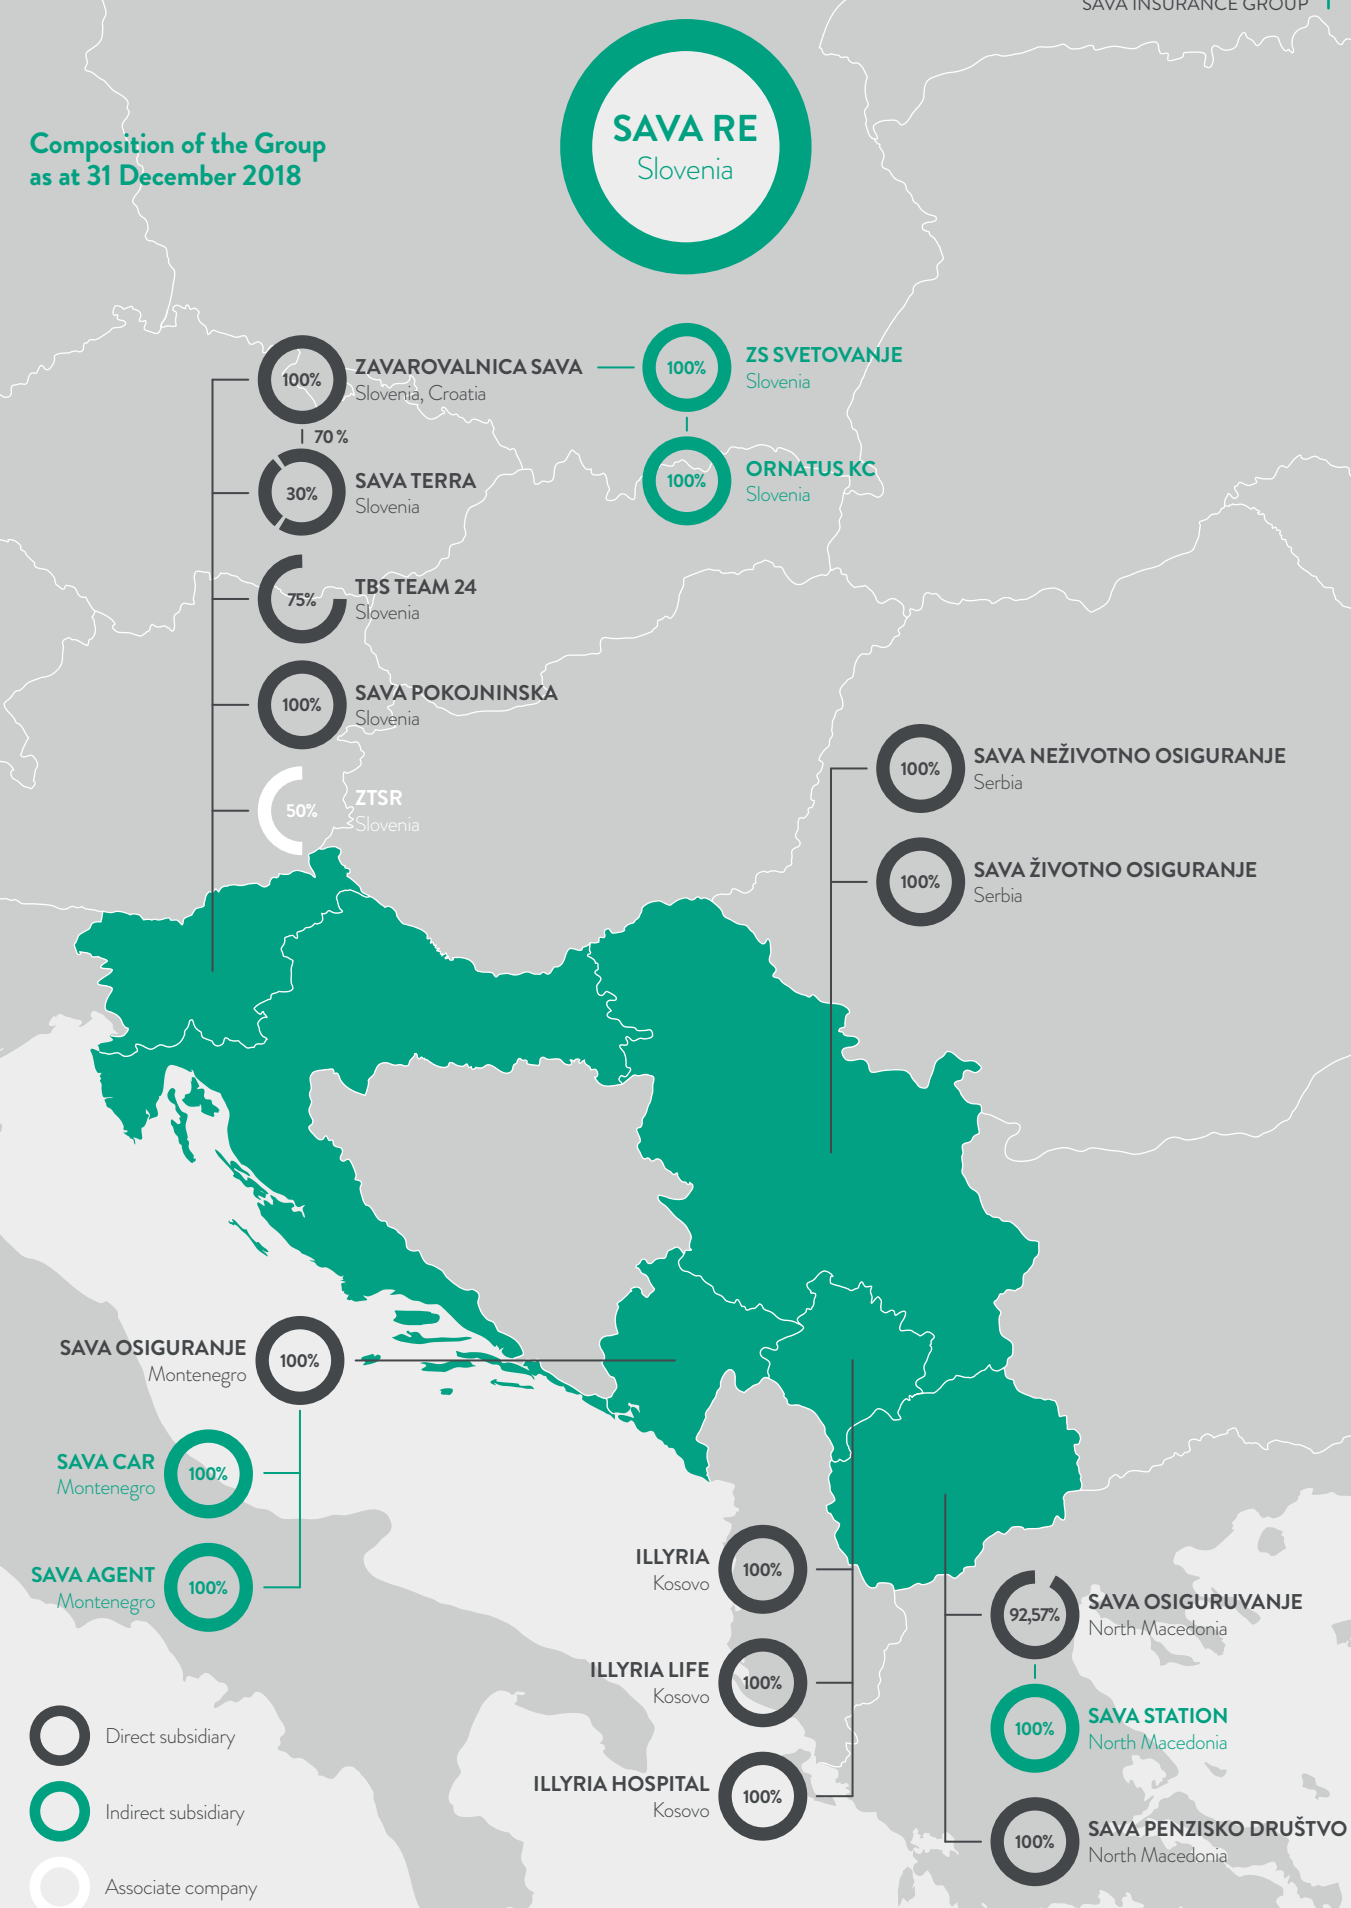 SAVA INSURANCE GROUP
SAVA RE
Slovenia
Composition of the Group
as at 31 December 2018
100%
ZAVAROVALNICA SAVA
Slovenia, Croatia
100%
ZS SVETOVANJE
Slovenia
70 %
30%
SAVA TERRA
Slovenia
100%
ORNATUS KC
Slovenia
75%
TBS TEAM 24
Slovenia
100%
SAVA POKOJNINSKA
Slovenia
50%
ZTSR
Slovenia
100%
SAVA NEŽIVOTNO OSIGURANJE
Serbia
100%
SAVA ŽIVOTNO OSIGURANJE
Serbia
SAVA OSIGURANJE
Montenegro
100%
SAVA CAR
Montenegro
100%
SAVA AGENT
Montenegro
100%
ILLYRIA
Kosovo
100%
ILLYRIA LIFE
Kosovo
100%
ILLYRIA HOSPITAL
Kosovo
100%
92,57%
SAVA OSIGURUVANJE
North Macedonia
100%
SAVA STATION
North Macedonia
100%
SAVA PENZISKO DRUŠTVO
North Macedonia
Direct subsidiary
Indirect subsidiary
Associate company